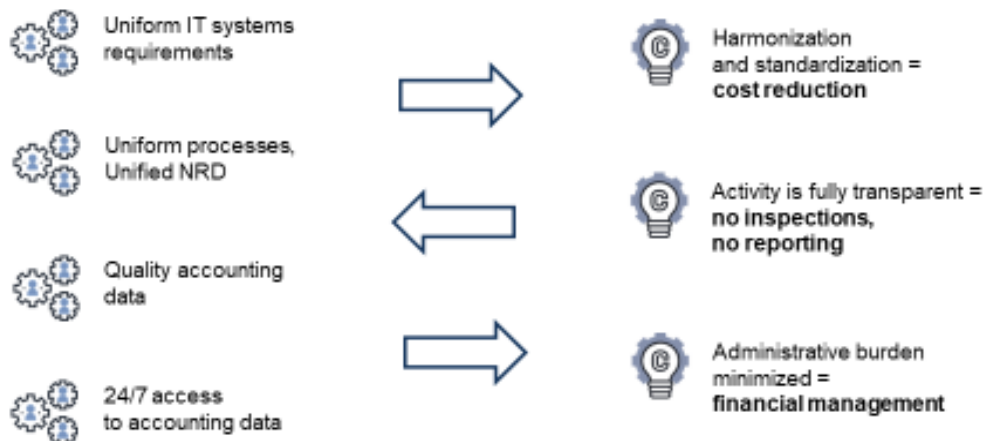 Uniform IT systems
requirements
Uniform processes,
Unified NRD
Quality accounting
data
24/7 access
to accounting data
C
Harmonization
and standardization =
cost reduction
C
Activity is fully transparent =
no inspections,
no reporting
C
Administrative burden
minimized =
financial management